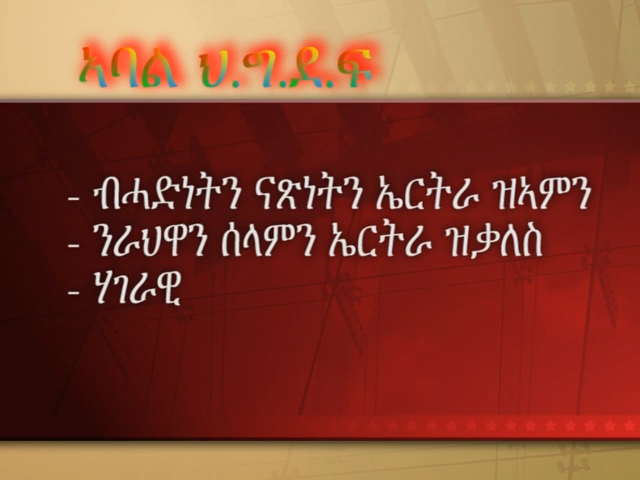 ኣባል ህ.ግ.ደ.ፍ
- ብሓድነትን ናጽነትን ኤርትራ ዝኣምን
- ንራህዋን ሰላምን ኤርትራ ዝቃለስ
- ሃገራዊ